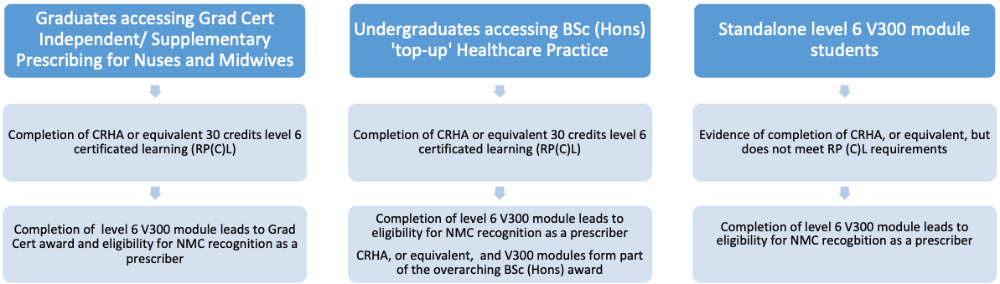 Graduates accessing Grad Cert
Independent/ Supplementary
Prescribing for Nuses and Midwives
Completion of CRHA or equivalent 30 credits level 6
certificated learning (RP(C)L)
Completion of  level 6 V300 module leads to Grad
Cert award and eligibility for NMC recognition as a
prescriber
Undergraduates accessing BSc (Hons)
'top-up' Healthcare Practice
Completion of CRHA or equivalent 30 credits level 6
certificated learning (RP(C)L)
Completion of level 6 V300 module leads to
eligibility for NMC recognition as a prescriber
CRHA, or equivalent,  and V300 modules form part
of the overarching BSc (Hons) award
Standalone level 6 V300 module
students
Evidence of completion of CRHA, or equivalent, but
does not meet RP (C)L requirements
Completion of level 6 V300 module leads to
eligibility for NMC recogbition as a prescriber